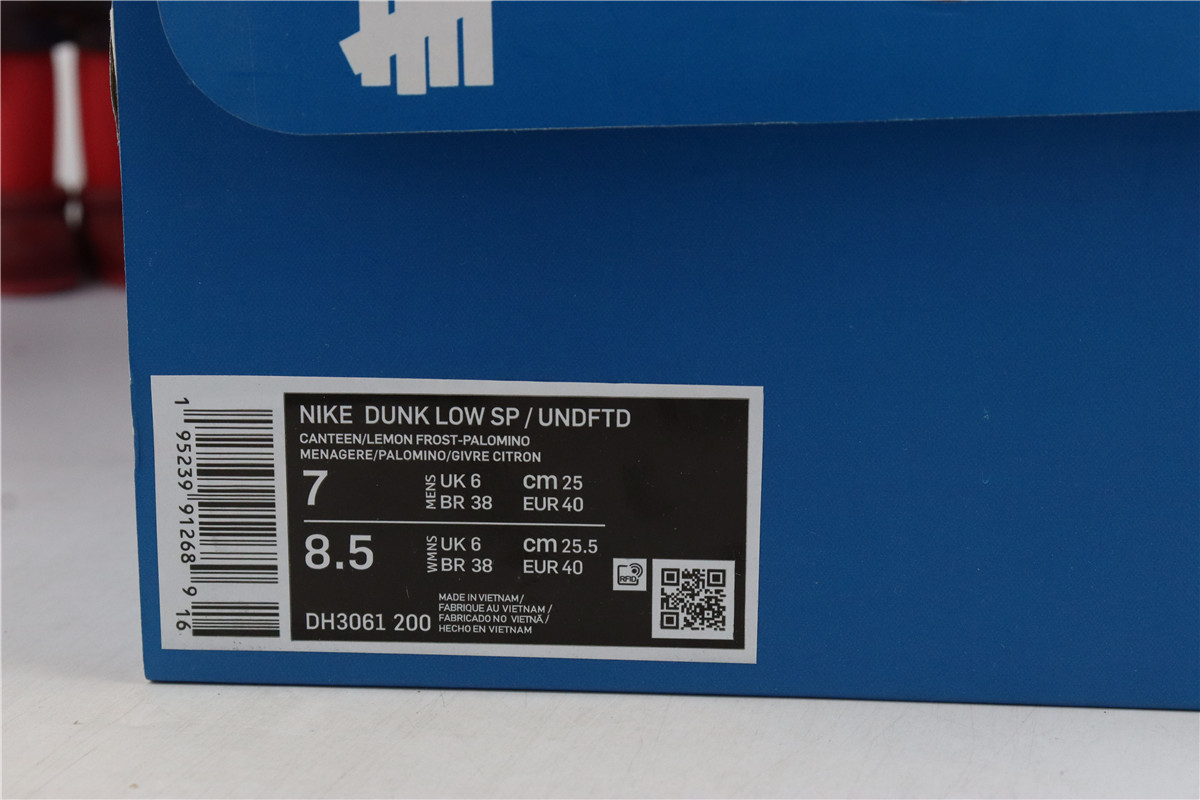 NIKE DUNK LOW SP / UNDFTD
CANTEEN/LEMON FROST-PALOMINO
MENAGERE/PALOMINO/GIVRE CITRON
7 MENS UK 6 cm 25
BR 38 EUR 40
8.5 WMNS UK 6 cm 25.5
BR 38 EUR 40
RFID
DH3061 200
MADE IN VIETNAM/
FABRIQUE AU VIETNAM /
FABRICADO NO VIETNÃ /
HECHO EN VIETNAM
1 95239 91268 9 16